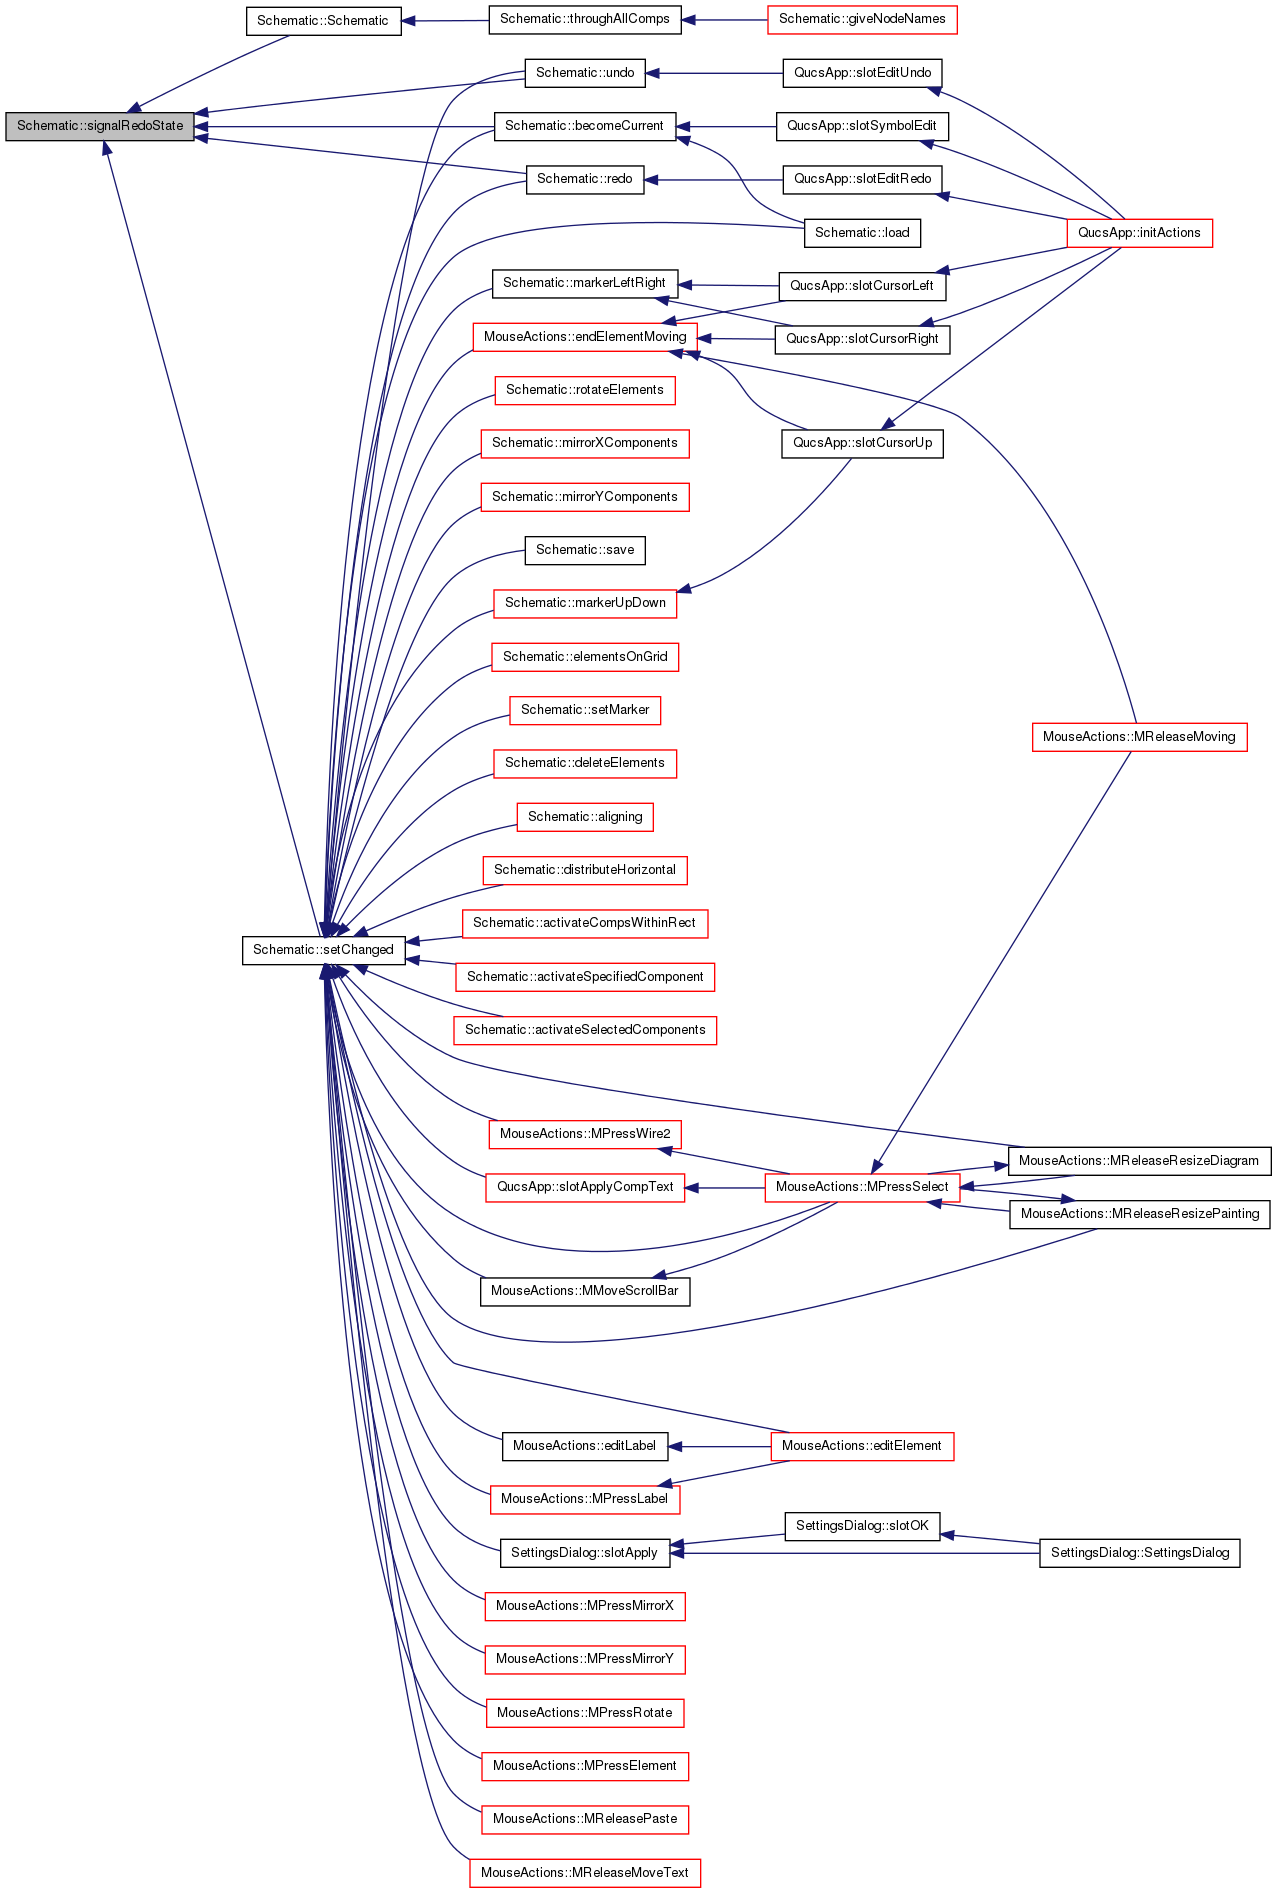 Schematic::giveNodeNames
Schematic::Schematic
Schematic::throughAllComps
Schematic::undo
QucsApp::slotEditUndo
Schematic::signalRedoState
Schematic::becomeCurrent
QucsApp::slotSymbolEdit
Schematic::redo
QucsApp::slotEditRedo
Schematic::load
QucsApp::initActions
Schematic::markerLeftRight
QucsApp::slotCursorLeft
MouseActions::endElementMoving
QucsApp::slotCursorRight
Schematic::rotateElements
Schematic::mirrorXComponents
QucsApp::slotCursorUp
Schematic::mirrorYComponents
Schematic::save
Schematic::markerUpDown
Schematic::elementsOnGrid
Schematic::setMarker
MouseActions::MReleaseMoving
Schematic::deleteElements
Schematic::aligning
Schematic::distributeHorizontal
Schematic::activateCompsWithinRect
Schematic::setChanged
Schematic::activateSpecifiedComponent
Schematic::activateSelectedComponents
MouseActions::MPressWire2
MouseActions::MReleaseResizeDiagram
QucsApp::slotApplyCompText
MouseActions::MPressSelect
MouseActions::MReleaseResizePainting
MouseActions::MMoveScrollBar
MouseActions::editLabel
MouseActions::editElement
MouseActions::MPressLabel
SettingsDialog::slotOK
SettingsDialog::slotApply
SettingsDialog::SettingsDialog
MouseActions::MPressMirrorX
MouseActions::MPressMirrorY
MouseActions::MPressRotate
MouseActions::MPressElement
MouseActions::MReleasePaste
MouseActions::MReleaseMoveText